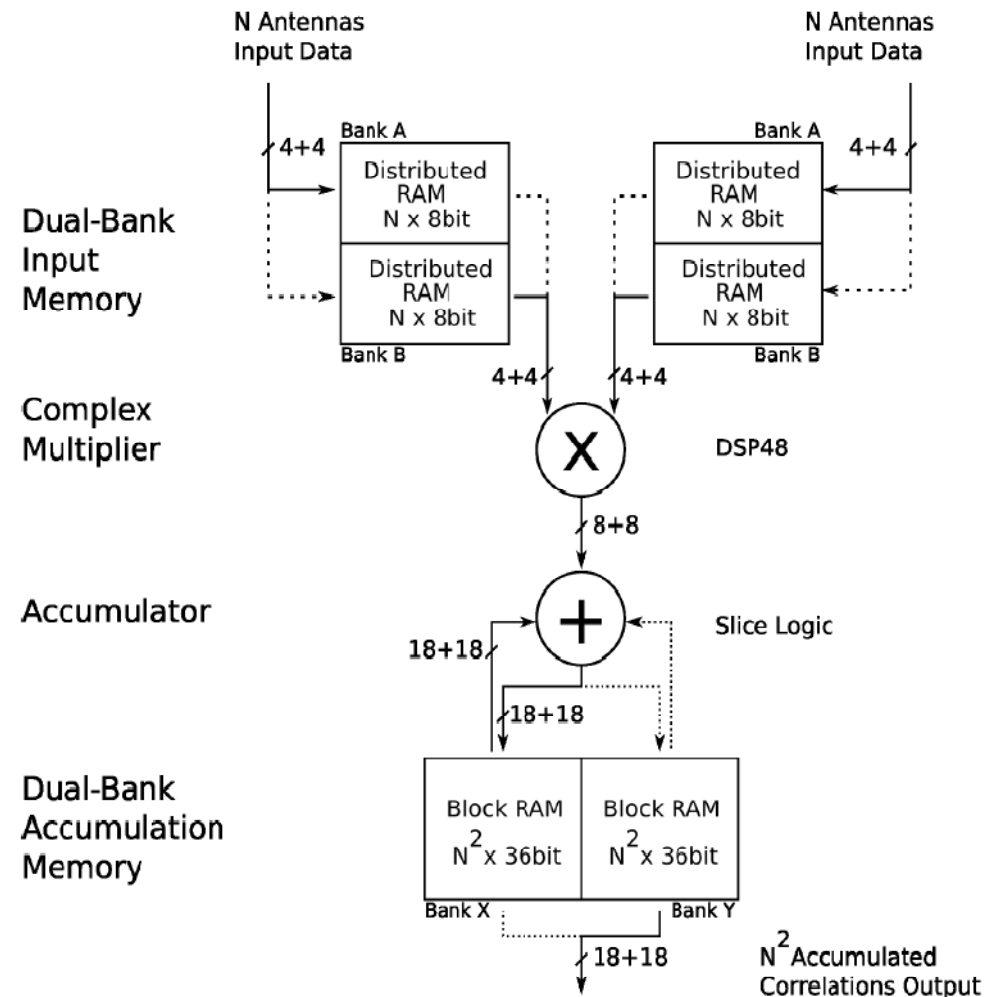 N Antennas
Input Data
N Antennas
Input Data
Bank A
Bank A
4+4
4+4
Distributed
RAM
N x 8bit
Distributed
RAM
N x 8bit
Dual-Bank
Input
Memory
Distributed
RAM
N x 8bit
Distributed
RAM
N x 8bit
Bank B
Bank B
4+4
4+4
Complex
Multiplier
X
DSP48
8+8
Accumulator
+
Slice Logic
18+18
18+18
Dual-Bank
Accumulation
Memory
Block RAM
N² x 36bit
Block RAM
N² x 36bit
Bank X
Bank Y
18+18
N² Accumulated
Correlations Output